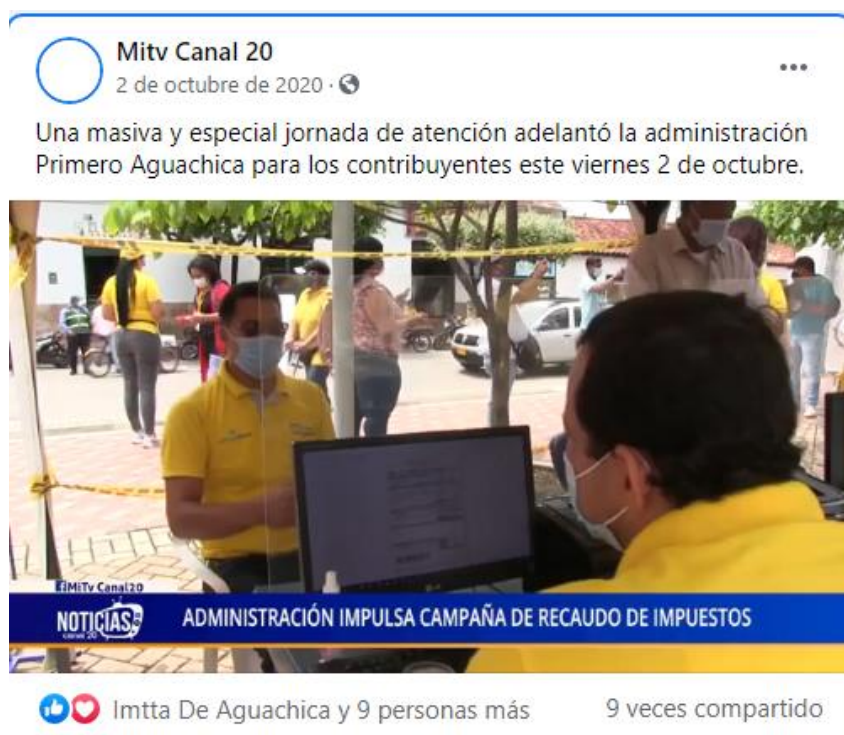 Mitv Canal 20
2 de octubre de 2020 ·
•••
Una masiva y especial jornada de atención adelantó la administración
Primero Aguachica para los contribuyentes este viernes 2 de octubre.
MiTv Canal20
NOTICIAS
canal 20
ADMINISTRACIÓN IMPULSA CAMPAÑA DE RECAUDO DE IMPUESTOS
Imtta De Aguachica y 9 personas más
9 veces compartido